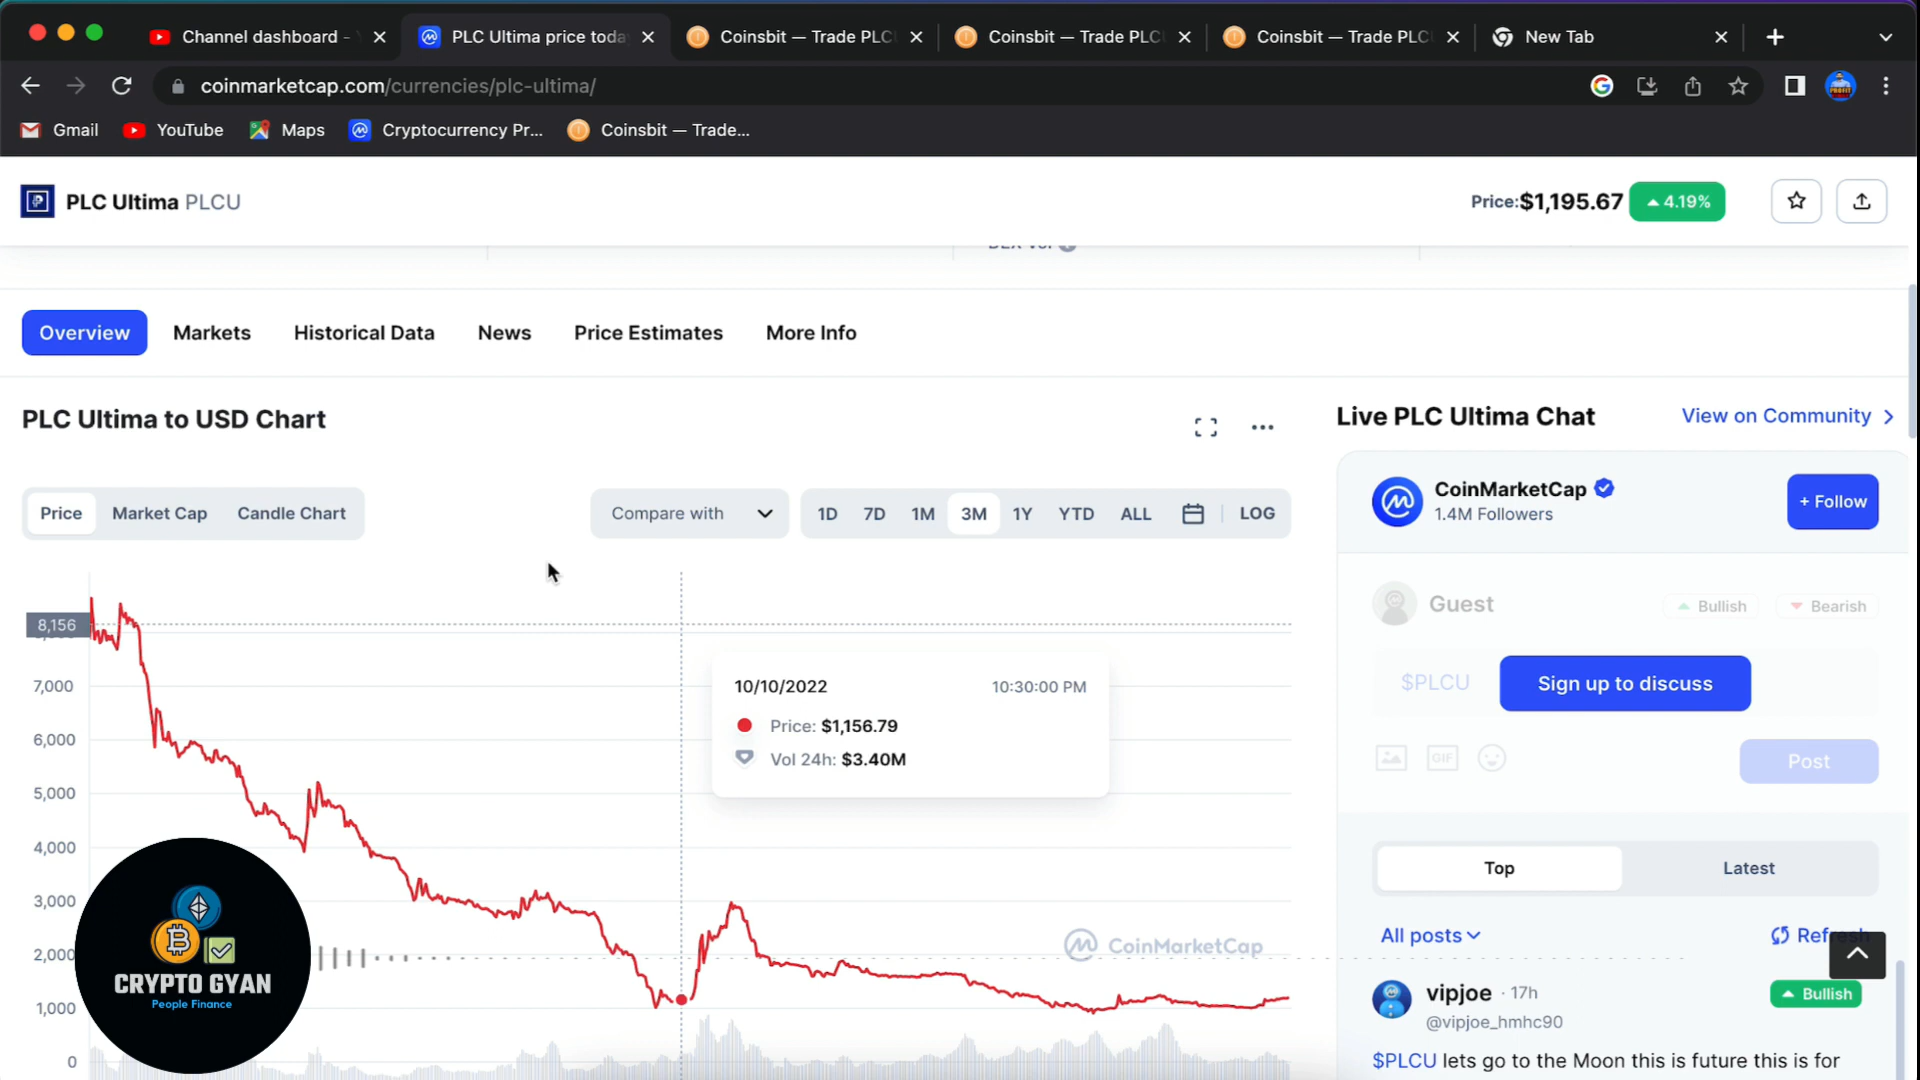 Channel dashboard -
PLC Ultima price toda
Coinsbit — Trade PLC
Coinsbit — Trade PLC
Coinsbit — Trade PLC
New Tab
coinmarketcap.com/currencies/plc-ultima/
Gmail
YouTube
Maps
Cryptocurrency Pr...
Coinsbit — Trade...
PLC Ultima PLCU
Price:$1,195.67
4.19%
Overview
Markets
Historical Data
News
Price Estimates
More Info
PLC Ultima to USD Chart
Price
Market Cap
Candle Chart
Compare with
1D
7D
1M
3M
1Y
YTD
ALL
LOG
8,156
7,000
6,000
5,000
4,000
3,000
2,000
1,000
0
10/10/2022
10:30:00 PM
Price: $1,156.79
Vol 24h: $3.40M
CoinMarketCap
CRYPTO GYAN
People Finance
Live PLC Ultima Chat
View on Community
CoinMarketCap
1.4M Followers
+ Follow
Guest
Bullish
Bearish
$PLCU
Sign up to discuss
GIF
Post
Top
Latest
All posts
Refresh
vipjoe · 17h
@vipjoe_hmhc90
Bullish
$PLCU lets go to the Moon this is future this is for